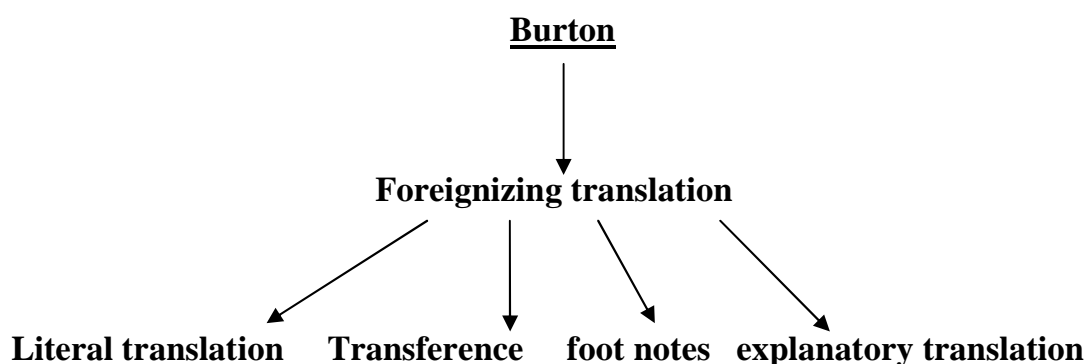 Burton
Foreignizing translation
Literal translation Transference foot notes explanatory translation